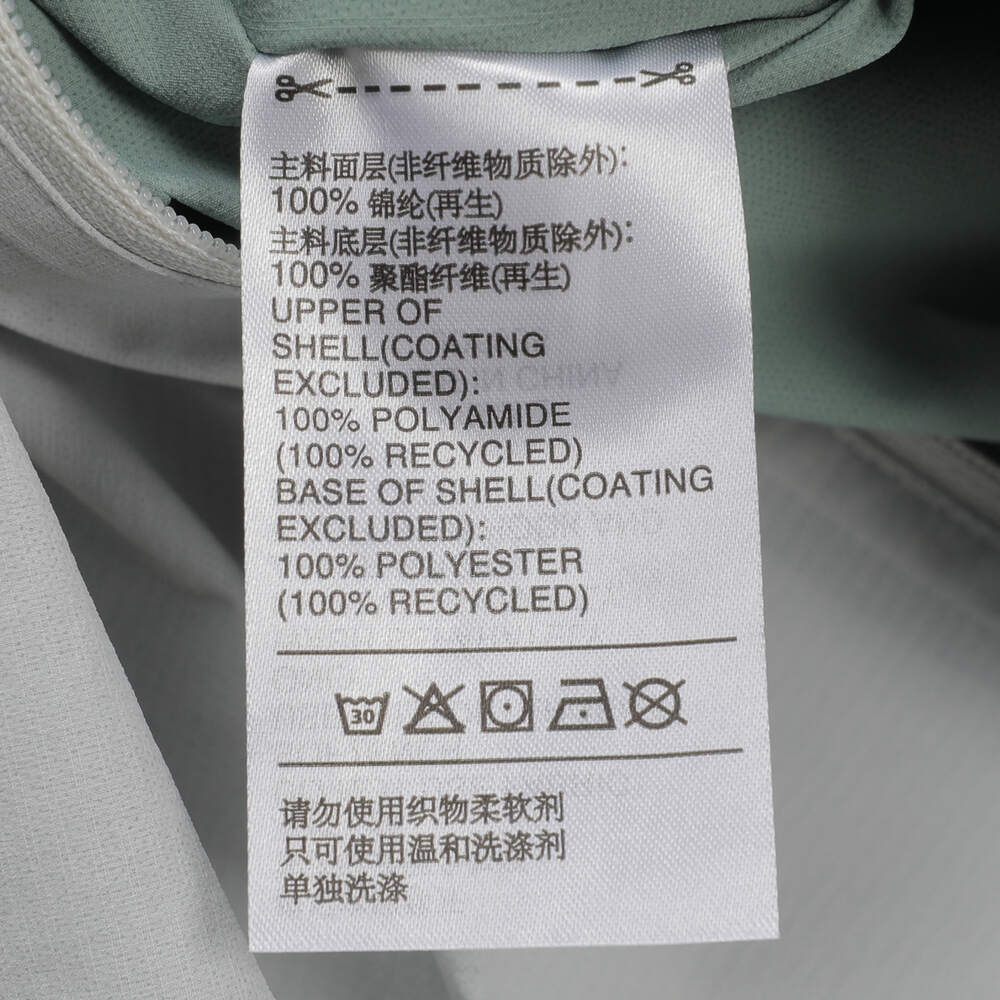 主料面层(非纤维物质除外):
100% 锦纶(再生)
主料底层(非纤维物质除外):
100% 聚酯纤维(再生)
UPPER OF
SHELL(COATING
EXCLUDED):
100% POLYAMIDE
(100% RECYCLED)
BASE OF SHELL(COATING
EXCLUDED):
100% POLYESTER
(100% RECYCLED)
30
请勿使用织物柔软剂
只可使用温和洗涤剂
单独洗涤